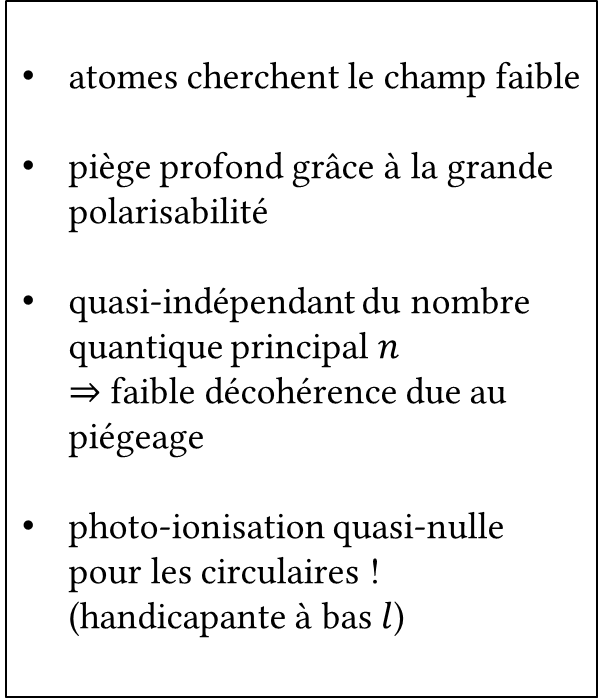 • atomes cherchent le champ faible
• piège profond grâce à la grande
polarisabilité
• quasi-indépendant du nombre
quantique principal n
⇒ faible décohérence due au
piégeage
• photo-ionisation quasi-nulle
pour les circulaires !
(handicapante à bas l)